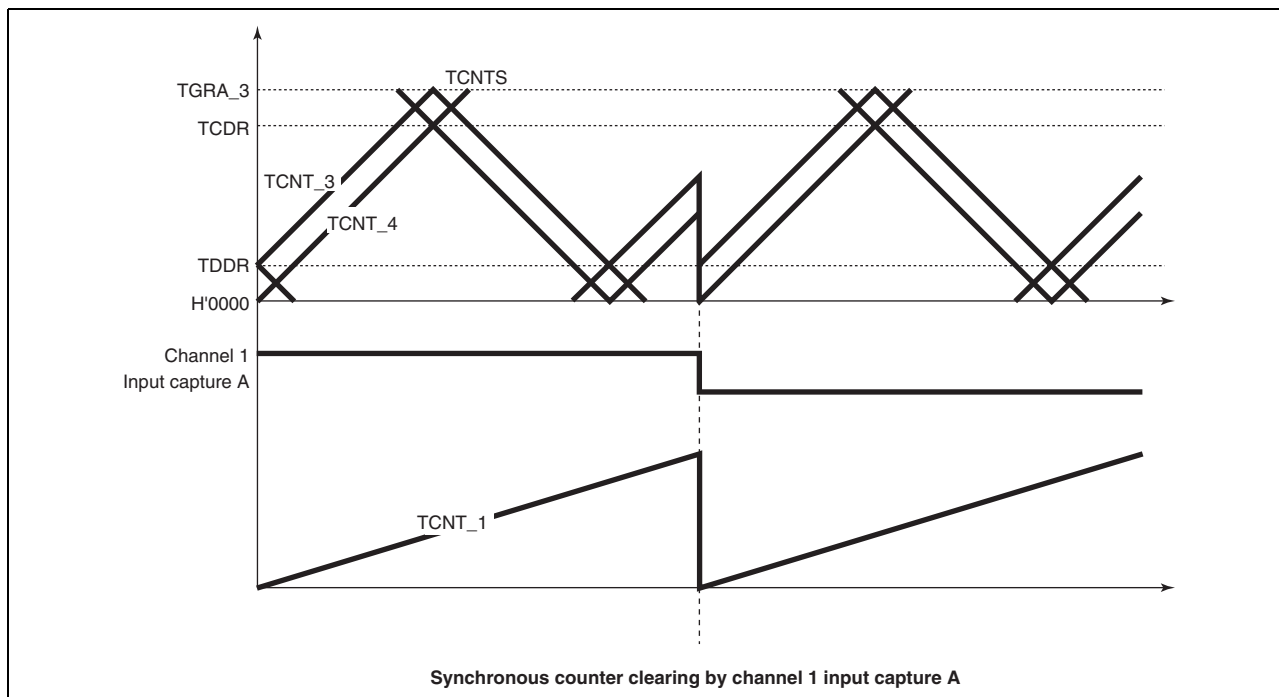 TCNTS
TGRA_3
TCDR
TCNT_3
TCNT_4
TDDR
H'0000
Channel 1
Input capture A
TCNT_1
Synchronous counter clearing by channel 1 input capture A